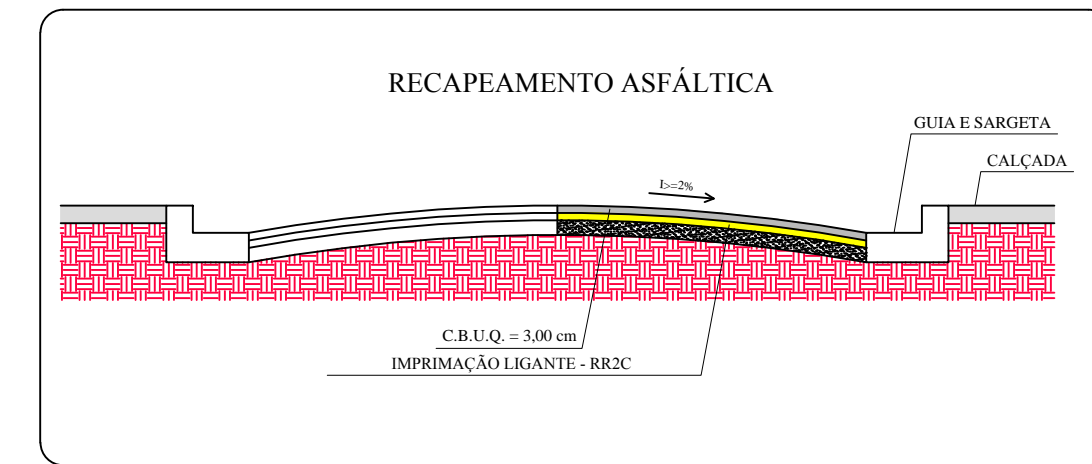 RECAPEAMENTO ASFÁLTICA
GUIA E SARGETA
CALÇADA
I>=2%
C.B.U.Q. = 3,00 cm
IMPRIMAÇÃO LIGANTE - RR2C